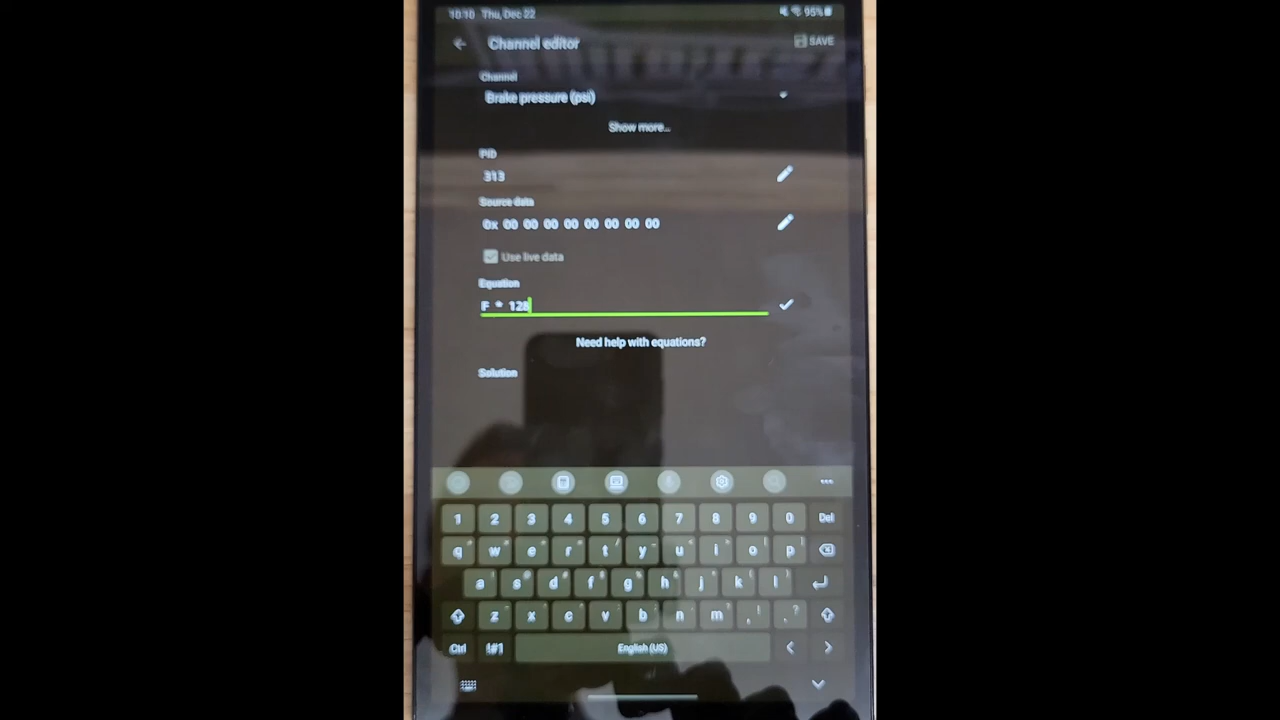 10:10 Thu, Dec 22 95%
Channel editor SAVE
Channel
Brake pressure (psi)
Show more...
PID
313
Source data
0x 00 00 00 00 00 00 00 00
Use live data
Equation
F * 128
Need help with equations?
Solution
1 2 3 4 5 6 7 8 9 0 Del
q w e r t y u i o p
a s d f g h j k l
z x c v b n m , .
Ctrl !#1 English (US) < >